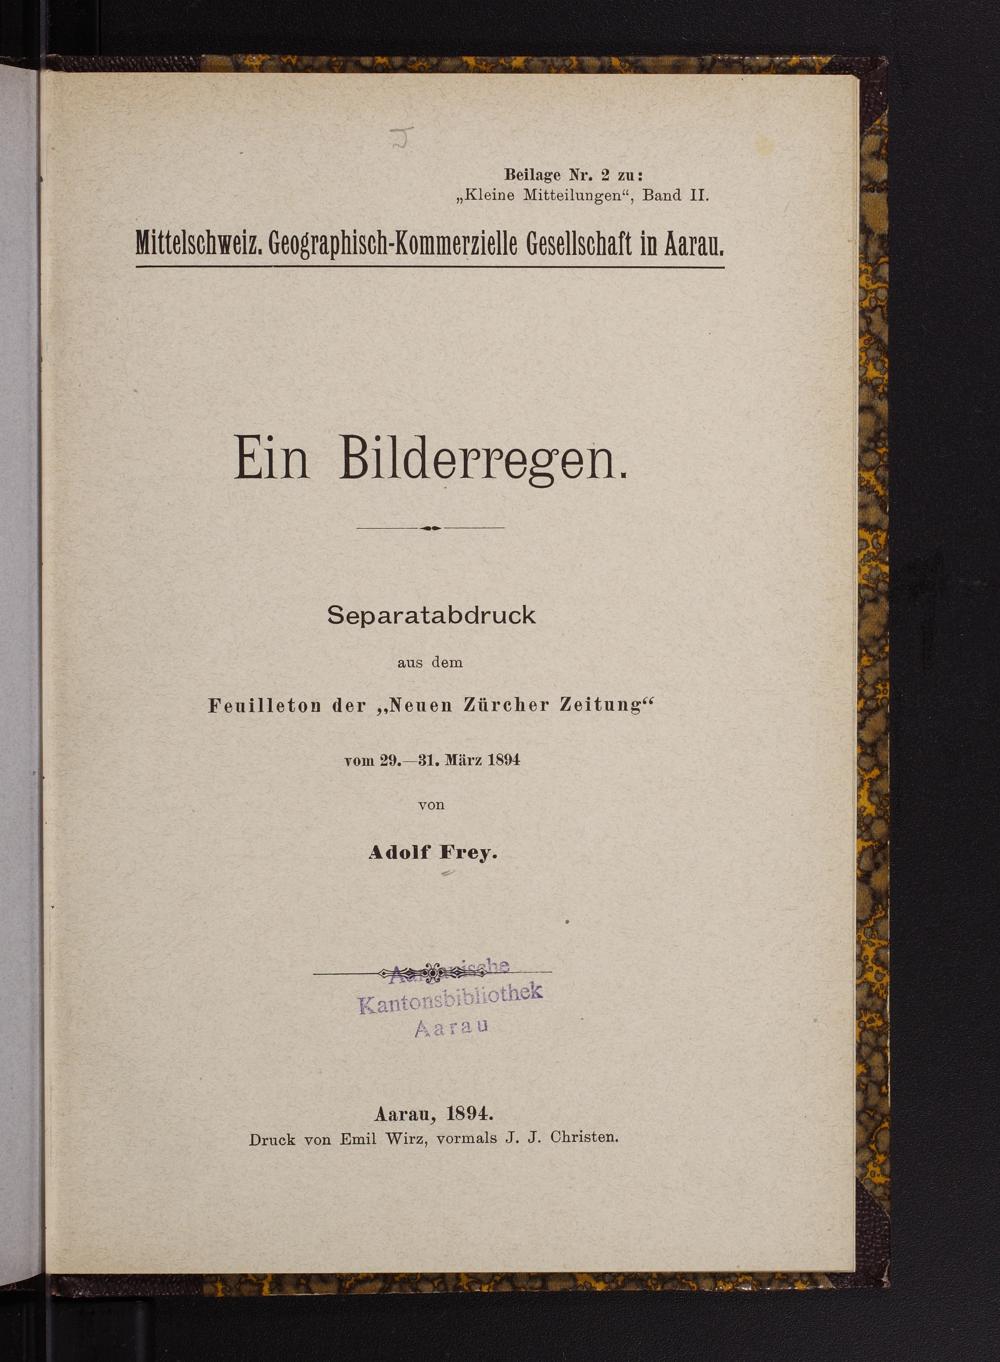 Beilage Nr. 2 zu:
„Kleine Mitteilungen“, Band II.
Mittelschweiz. Geographisch-Kommerzielle Gesellschaft in Aarau.
Ein Bilderregen.
Separatabdruck
aus dem
Feuilleton der „Neuen Zürcher Zeitung“
vom 29.—31. März 1894
von
Adolf Frey.
Aargauische
Kantonsbibliothek
Aarau
Aarau, 1894.
Druck von Emil Wirz, vormals J. J. Christen.